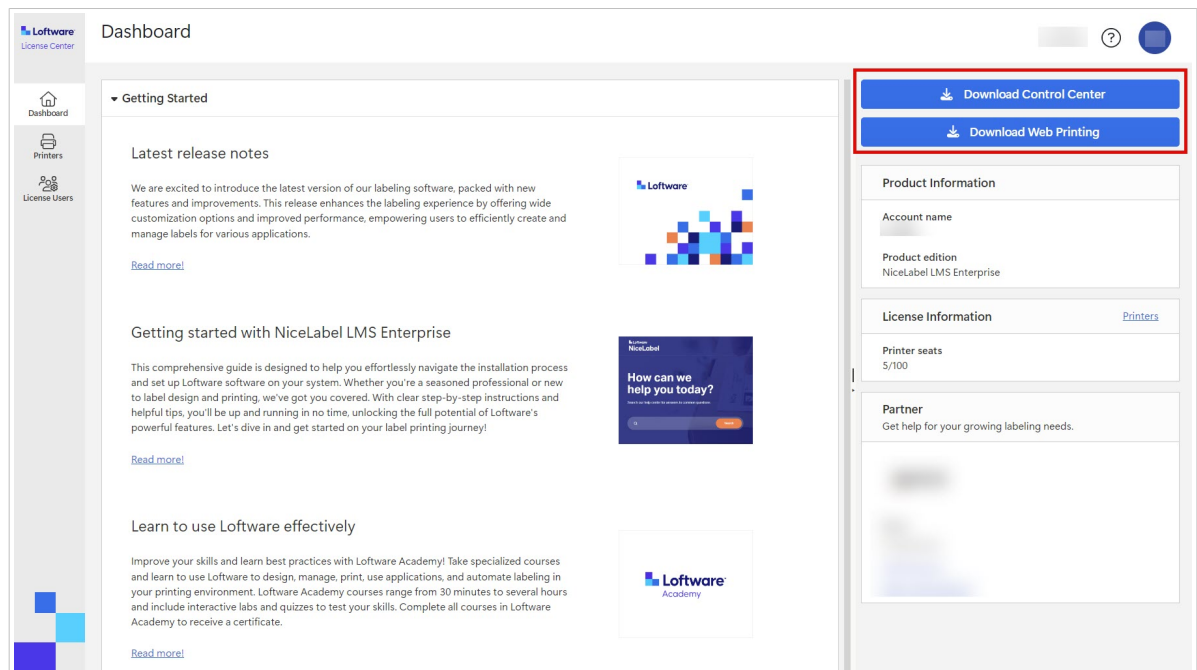 Loftware
License Center
Dashboard
Dashboard
Printers
License Users
Getting Started
Latest release notes
We are excited to introduce the latest version of our labeling software, packed with new
features and improvements. This release enhances the labeling experience by offering wide
customization options and improved performance, empowering users to efficiently create and
manage labels for various applications.
Read more!
Loftware
Getting started with NiceLabel LMS Enterprise
This comprehensive guide is designed to help you effortlessly navigate the installation process
and set up Loftware software on your system. Whether you're a seasoned professional or new
to label design and printing, we've got you covered. With clear step-by-step instructions and
helpful tips, you'll be up and running in no time, unlocking the full potential of Loftware's
powerful features. Let's dive in and get started on your label printing journey!
Read more!
NiceLabel
How can we
help you today?
Learn to use Loftware effectively
Improve your skills and learn best practices with Loftware Academy! Take specialized courses
and learn to use Loftware to design, manage, print, use applications, and automate labeling in
your printing environment. Loftware Academy courses range from 30 minutes to several hours
and include interactive labs and quizzes to test your skills. Complete all courses in Loftware
Academy to receive a certificate.
Read more!
Loftware
Academy
?
Download Control Center
Download Web Printing
Product Information
Account name
Product edition
NiceLabel LMS Enterprise
License Information Printers
Printer seats
5/100
Partner
Get help for your growing labeling needs.